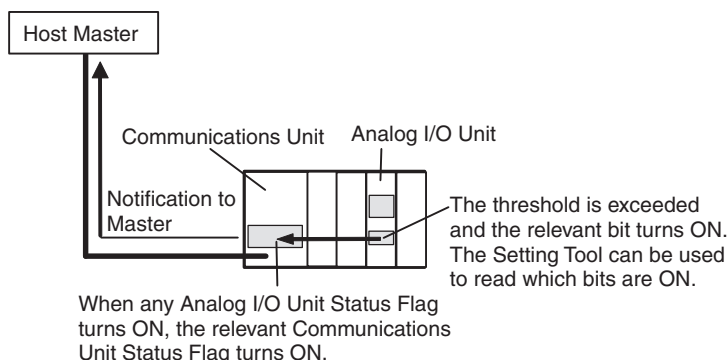 Host Master
Communications Unit
Analog I/O Unit
Notification to
Master
The threshold is exceeded
and the relevant bit turns ON.
The Setting Tool can be used
to read which bits are ON.
When any Analog I/O Unit Status Flag
turns ON, the relevant Communications
Unit Status Flag turns ON.